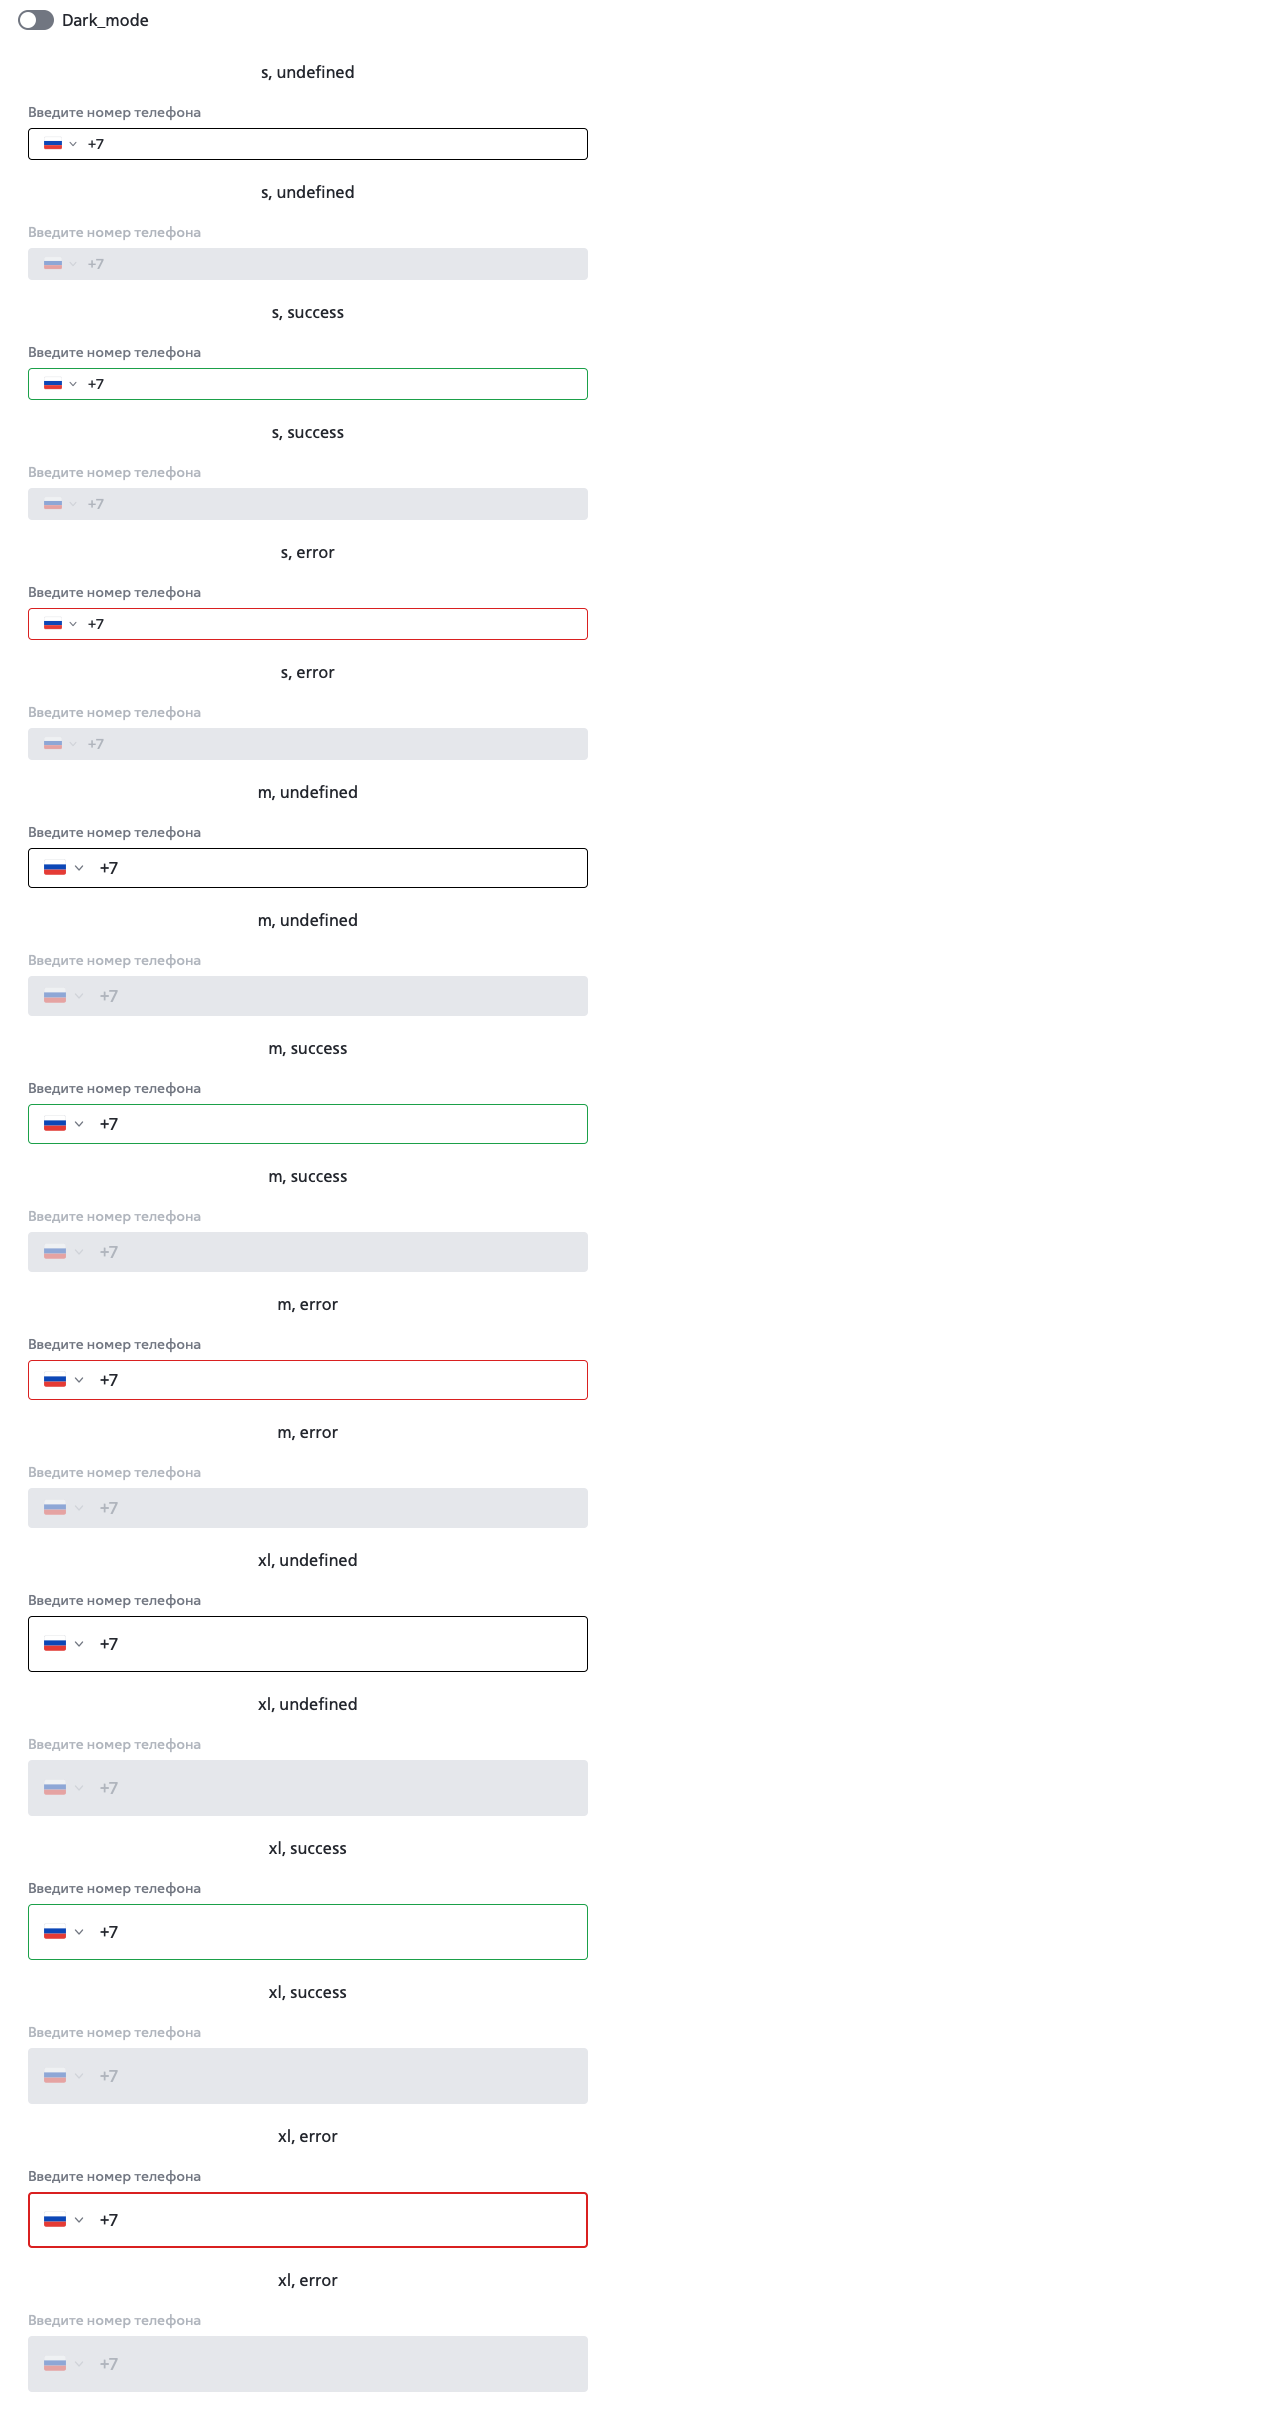 Dark_mode
s, undefined
Введите номер телефона
+7
s, undefined
Введите номер телефона
+7
s, success
Введите номер телефона
+7
s, success
Введите номер телефона
+7
s, error
Введите номер телефона
+7
s, error
Введите номер телефона
+7
m, undefined
Введите номер телефона
+7
m, undefined
Введите номер телефона
+7
m, success
Введите номер телефона
+7
m, success
Введите номер телефона
+7
m, error
Введите номер телефона
+7
m, error
Введите номер телефона
+7
xl, undefined
Введите номер телефона
+7
xl, undefined
Введите номер телефона
+7
xl, success
Введите номер телефона
+7
xl, success
Введите номер телефона
+7
xl, error
Введите номер телефона
+7
xl, error
Введите номер телефона
+7